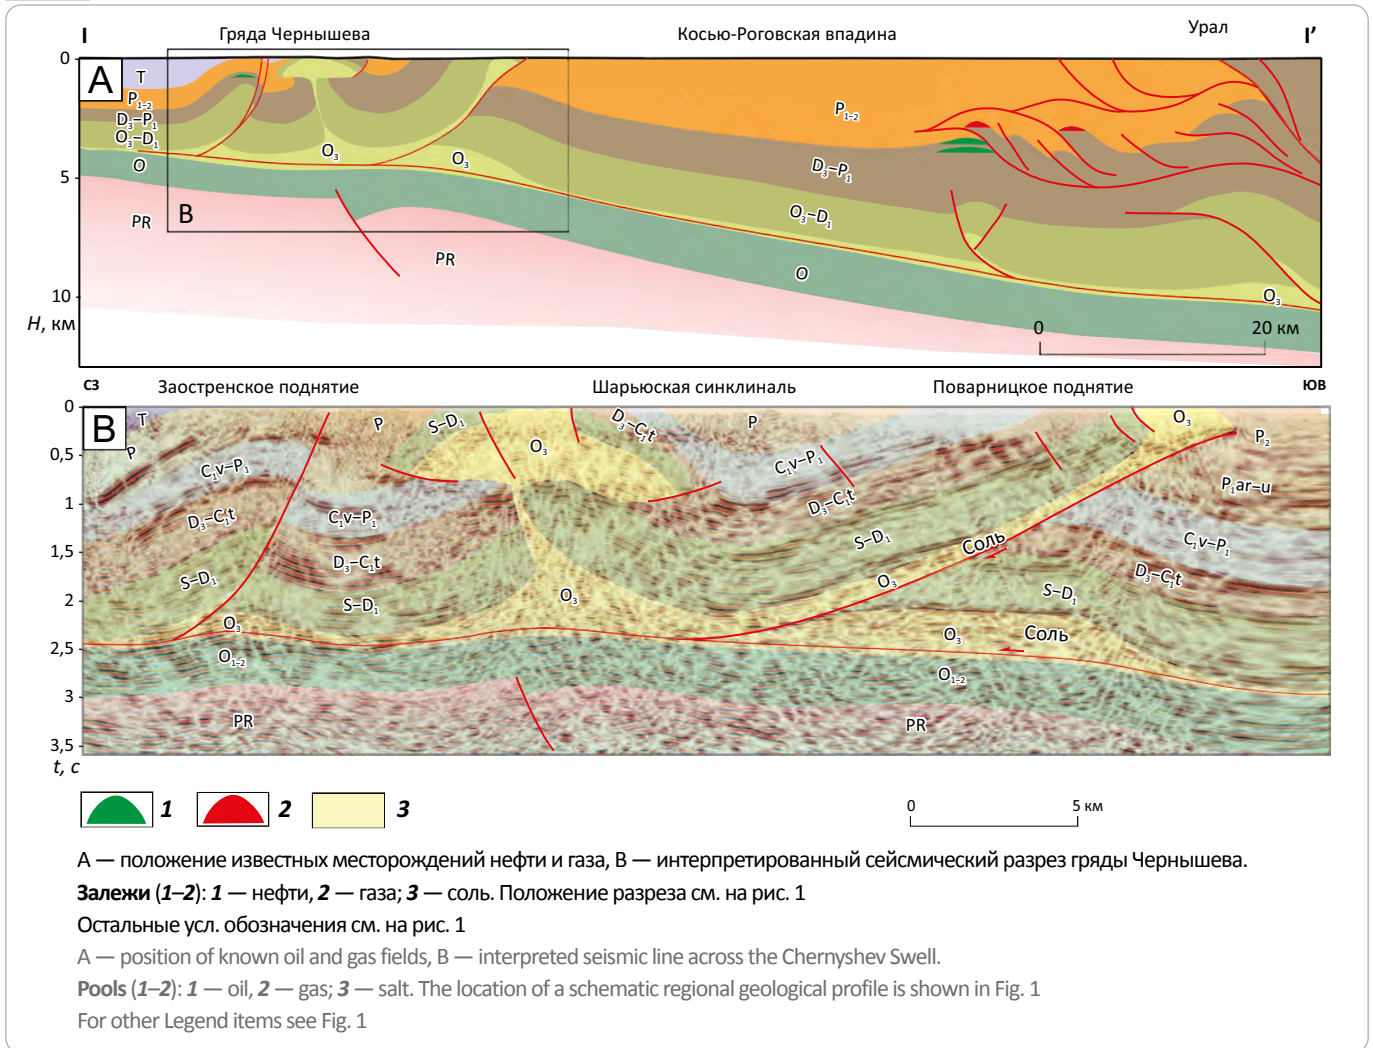 I Гряда Чернышева Косью-Роговская впадина Урал I’
0
A
T
P₁₋₂
D₃–P₁
O₃–D₁
O
5
PR
B
O₃
O₃
PR
P₁₋₂
D₃–P₁
O₃–D₁
O
O₃
10
H, км
0 20 км
СЗ Заостренское поднятие Шарьюская синклиналь Поварницкое поднятие ЮВ
0
B
T
P
P
S–D₁
O₃
D₃–C₁t
P
O₃
P₂
0,5
C₁v–P₁
C₁v–P₁
P₁ar–u
1
D₃–C₁t
C₁v–P₁
D₃–C₁t
1,5
D₃–C₁t
S–D₁
Соль
C₁v–P₁
S–D₁
S–D₁
O₃
O₃
D₃–C₁t
S–D₁
2
O₃
O₃
Соль
2,5
O₁₋₂
O₁₋₂
3
PR
PR
3,5
t, с
1 2 3
0 5 км
A — положение известных месторождений нефти и газа, B — интерпретированный сейсмический разрез гряды Чернышева.
Залежи (1–2): 1 — нефти, 2 — газа; 3 — соль. Положение разреза см. на рис. 1
Остальные усл. обозначения см. на рис. 1
A — position of known oil and gas fields, B — interpreted seismic line across the Chernyshev Swell.
Pools (1–2): 1 — oil, 2 — gas; 3 — salt. The location of a schematic regional geological profile is shown in Fig. 1
For other Legend items see Fig. 1